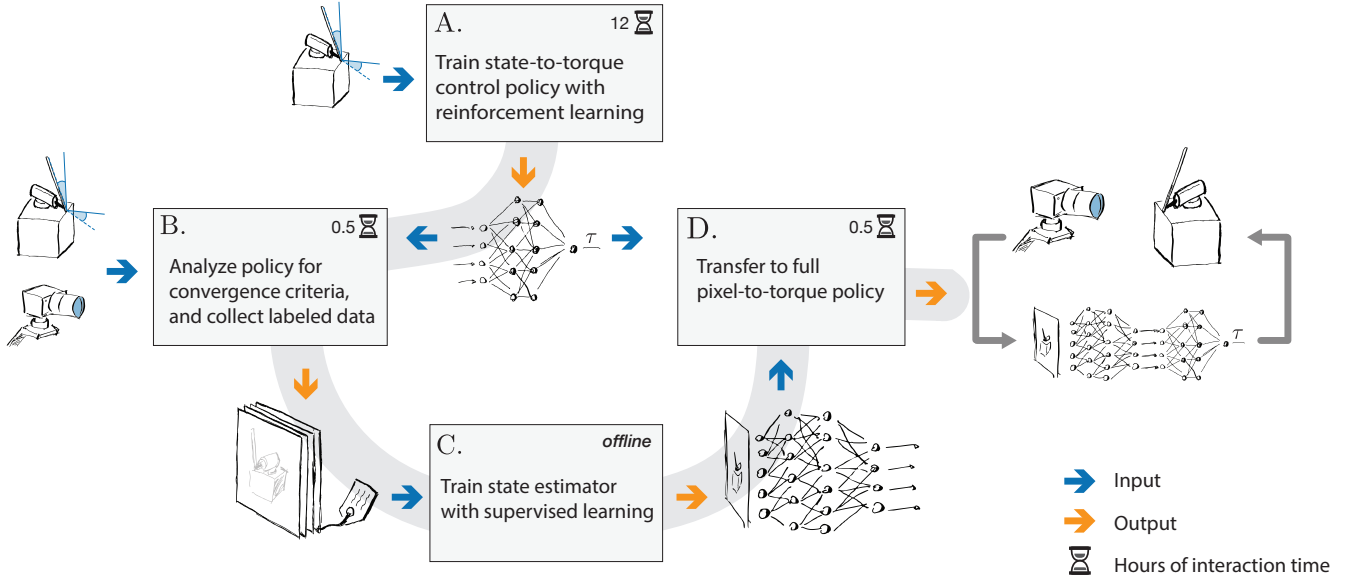 A.
12
Train state-to-torque
control policy with
reinforcement learning
B.
0.5
Analyze policy for
convergence criteria,
and collect labeled data
τ
D.
0.5
Transfer to full
pixel-to-torque policy
τ
C.
offline
Train state estimator
with supervised learning
Input
Output
Hours of interaction time